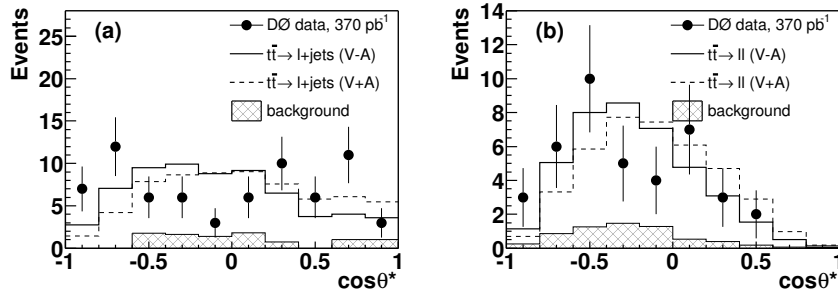 (a)
DØ data, 370 pb⁻¹
tt̄→ l+jets (V-A)
tt̄→ l+jets (V+A)
background
Events
25
20
15
10
5
0
-1 -0.5 0 0.5 1
cosθ*
(b)
DØ data, 370 pb⁻¹
tt̄→ ll (V-A)
tt̄→ ll (V+A)
background
Events
14
12
10
8
6
4
2
0
-1 -0.5 0 0.5 1
cosθ*